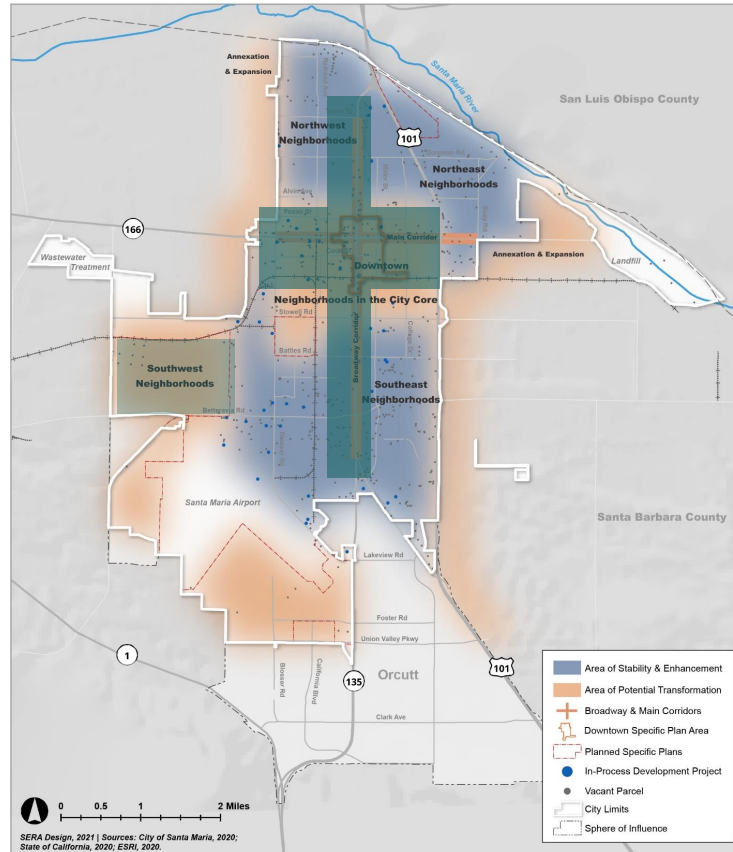 Annexation
& Expansion
Santa Maria River
San Luis Obispo County
Northwest
Neighborhoods
101
Northeast
Neighborhoods
Alvin Ave
166
Main Corridor
Wastewater
Treatment
Downtown
Annexation & Expansion
Landfill
Neighborhoods in the City Core
Stowell Rd
Broadway Corridor
College Dr
Battles Rd
Southwest
Neighborhoods
Southeast
Neighborhoods
Betteravia Rd
Santa Maria Airport
Santa Barbara County
Lakeview Rd
Foster Rd
Union Valley Pkwy
1
101
135
Orcutt
Blosser Rd
California Blvd
Clark Ave
Area of Stability & Enhancement
Area of Potential Transformation
Broadway & Main Corridors
Downtown Specific Plan Area
Planned Specific Plans
In-Process Development Project
Vacant Parcel
City Limits
Sphere of Influence
0 0.5 1 2 Miles
SERA Design, 2021 | Sources: City of Santa Maria, 2020;
State of California, 2020; ESRI, 2020.